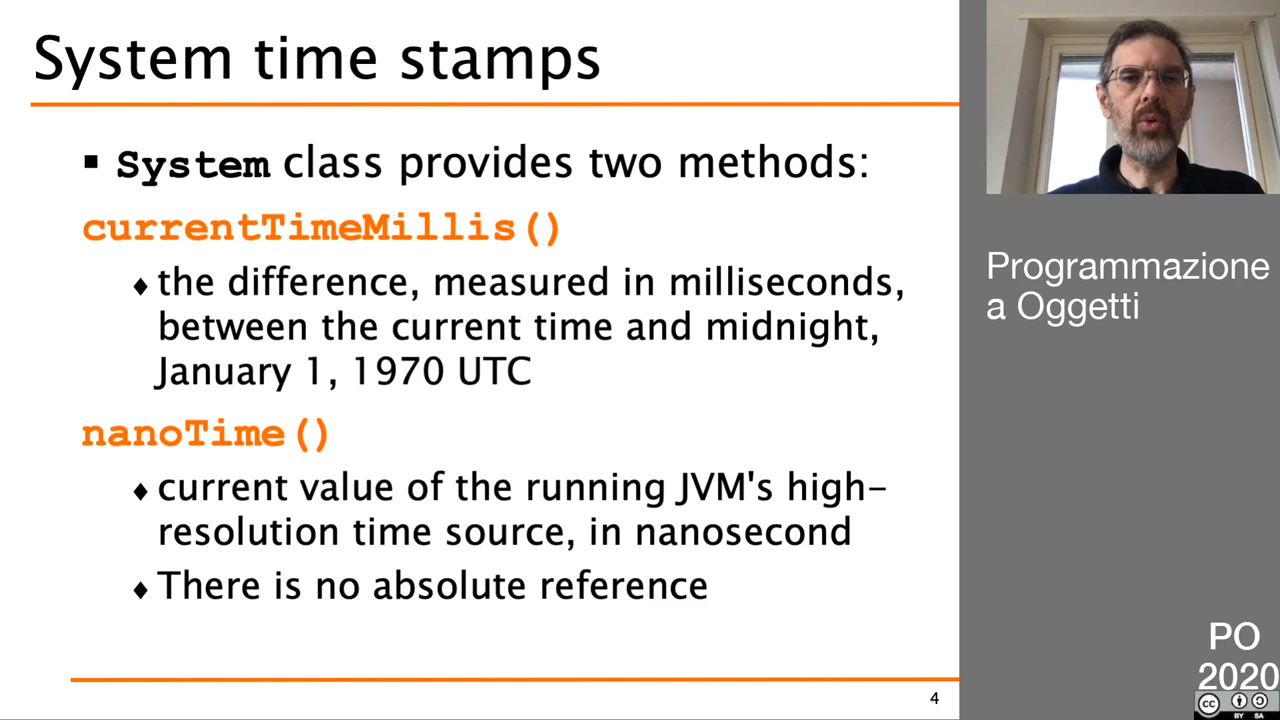 System time stamps
▪ System class provides two methods:
currentTimeMillis()
♦ the difference, measured in milliseconds,
between the current time and midnight,
January 1, 1970 UTC
nanoTime()
♦ current value of the running JVM's high-
resolution time source, in nanosecond
♦ There is no absolute reference
4
Programmazione
a Oggetti
PO
2020
cc
BY SA